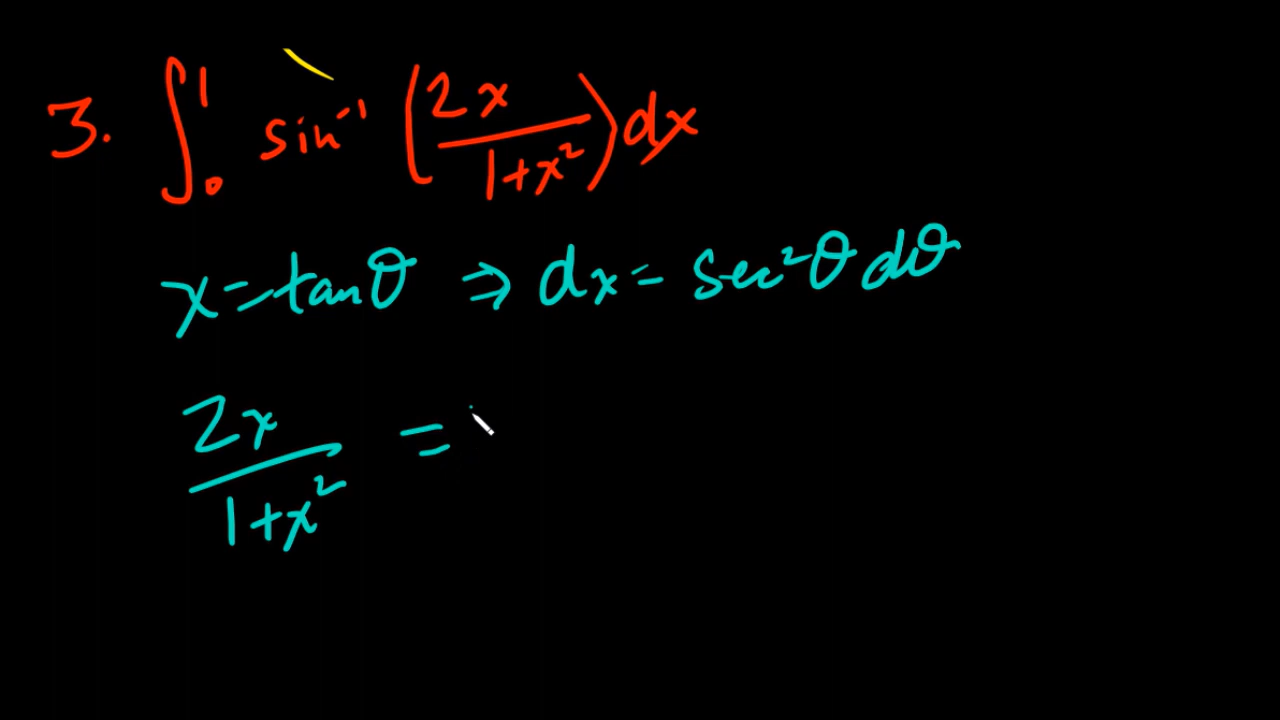 3. ∫₀¹ sin⁻¹ (2x/(1+x²)) dx
x = tanθ ⇒ dx = sec²θ dθ
2x/(1+x²) =